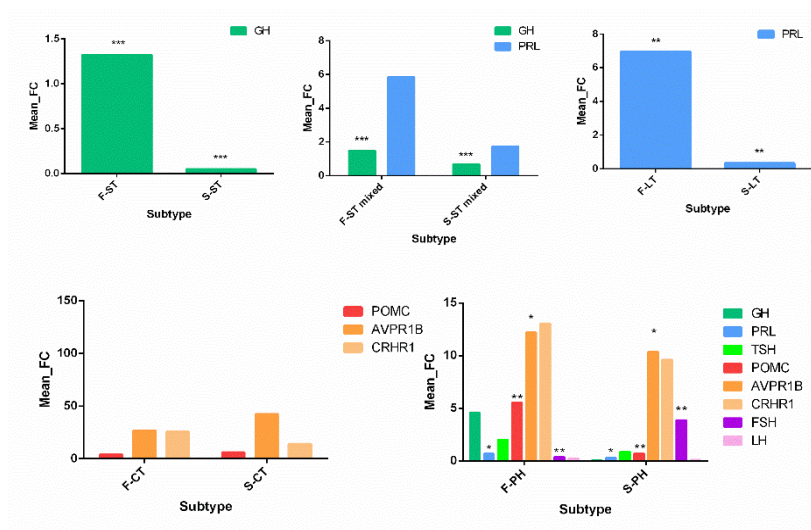 GH
***
1.5
1.0
0.5
0.0
Mean_FC
***
F-ST
S-ST
Subtype
GH
PRL
8
6
4
2
0
Mean_FC
***
***
F-ST mixed
S-ST mixed
Subtype
PRL
8
6
4
2
0
Mean_FC
**
**
F-LT
S-LT
Subtype
150
100
50
0
Mean_FC
POMC
AVPR1B
CRHR1
F-CT
S-CT
Subtype
15
10
5
0
Mean_FC
*
**
*
**
*
**
*
**
F-PH
S-PH
Subtype
GH
PRL
TSH
POMC
AVPR1B
CRHR1
FSH
LH